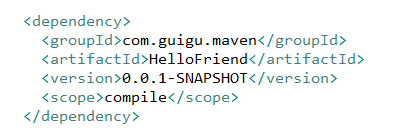 <dependency>
<groupId>com.guigu.maven</groupId>
<artifactId>HelloFriend</artifactId>
<version>0.0.1-SNAPSHOT</version>
<scope>compile</scope>
</dependency>